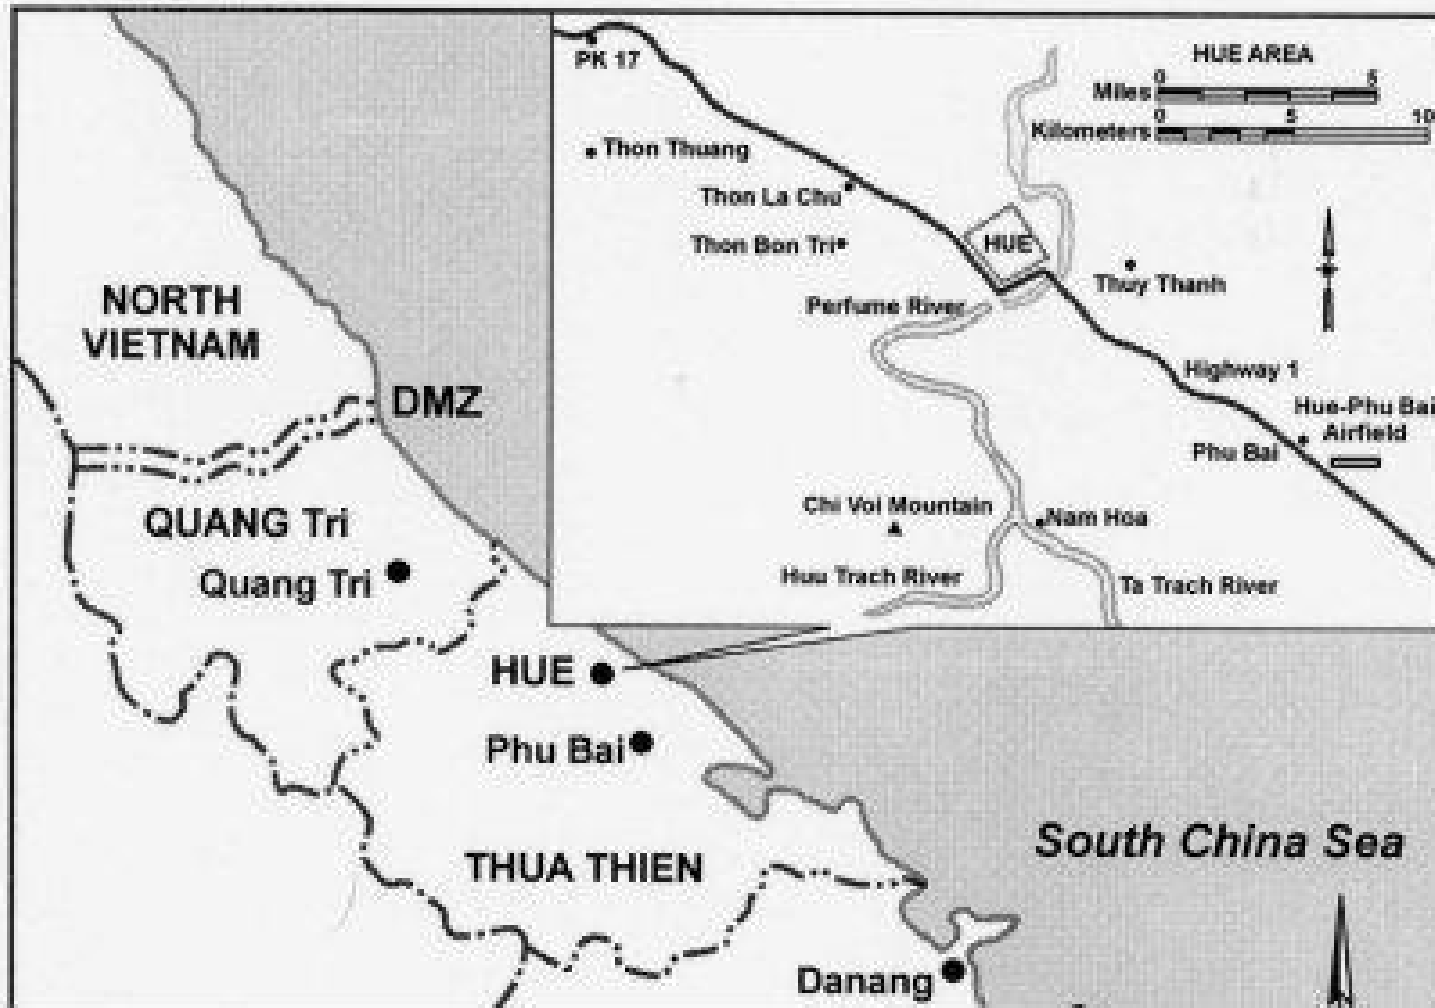 PK 17
HUE AREA
0 5
Miles
0 5 10
Kilometers
Thon Thuang
Thon La Chu
Thon Bon Tri
HUE
Thuy Thanh
Perfume River
Highway 1
Hue-Phu Bai
Airfield
Phu Bai
Chi Voi Mountain
Nam Hoa
Huu Trach River
Ta Trach River
NORTH
VIETNAM
DMZ
QUANG Tri
Quang Tri
HUE
Phu Bai
South China Sea
THUA THIEN
Danang